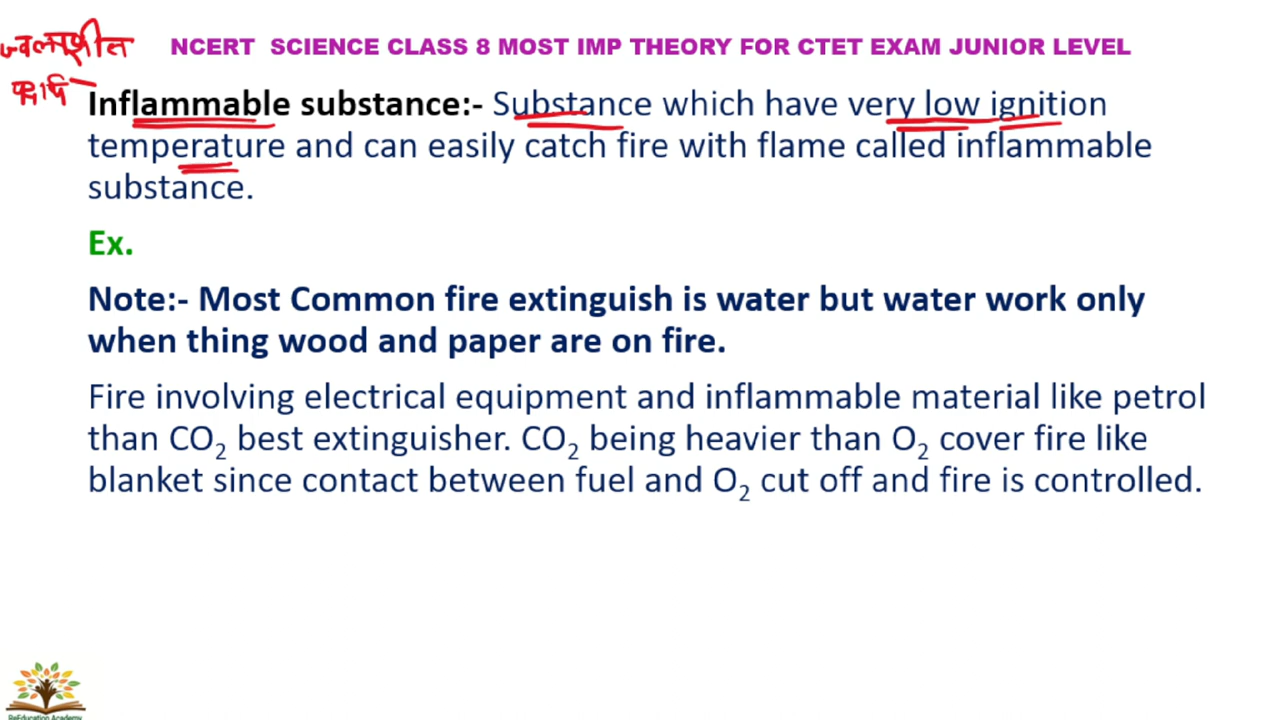 ज्वलनशील
पदार्थ
NCERT SCIENCE CLASS 8 MOST IMP THEORY FOR CTET EXAM JUNIOR LEVEL
Inflammable substance:- Substance which have very low ignition
temperature and can easily catch fire with flame called inflammable
substance.
Ex.
Note:- Most Common fire extinguish is water but water work only
when thing wood and paper are on fire.
Fire involving electrical equipment and inflammable material like petrol
than CO₂ best extinguisher. CO₂ being heavier than O₂ cover fire like
blanket since contact between fuel and O₂ cut off and fire is controlled.
ReEducation Academy